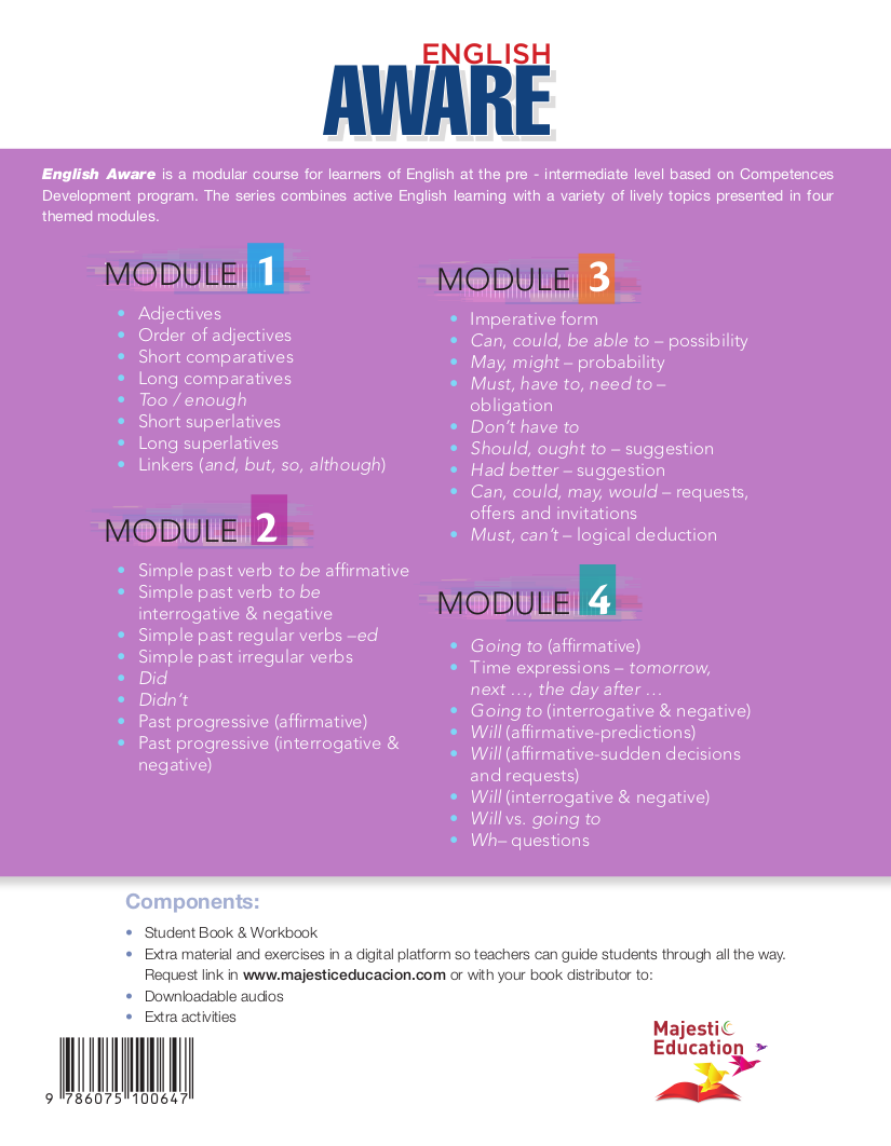 ENGLISH
AWARE
English Aware is a modular course for learners of English at the pre - intermediate level based on Competences
Development program. The series combines active English learning with a variety of lively topics presented in four
themed modules.
MODULE 1
• Adjectives
• Order of adjectives
• Short comparatives
• Long comparatives
• Too / enough
• Short superlatives
• Long superlatives
• Linkers (and, but, so, although)
MODULE 2
• Simple past verb to be affirmative
• Simple past verb to be
interrogative & negative
• Simple past regular verbs –ed
• Simple past irregular verbs
• Did
• Didn’t
• Past progressive (affirmative)
• Past progressive (interrogative &
negative)
MODULE 3
• Imperative form
• Can, could, be able to – possibility
• May, might – probability
• Must, have to, need to –
obligation
• Don’t have to
• Should, ought to – suggestion
• Had better – suggestion
• Can, could, may, would – requests,
offers and invitations
• Must, can’t – logical deduction
MODULE 4
• Going to (affirmative)
• Time expressions – tomorrow,
next …, the day after …
• Going to (interrogative & negative)
• Will (affirmative-predictions)
• Will (affirmative-sudden decisions
and requests)
• Will (interrogative & negative)
• Will vs. going to
• Wh– questions
Components:
• Student Book & Workbook
• Extra material and exercises in a digital platform so teachers can guide students through all the way.
Request link in www.majesticeducacion.com or with your book distributor to:
• Downloadable audios
• Extra activities
9 786075 100647
Majestic
Education